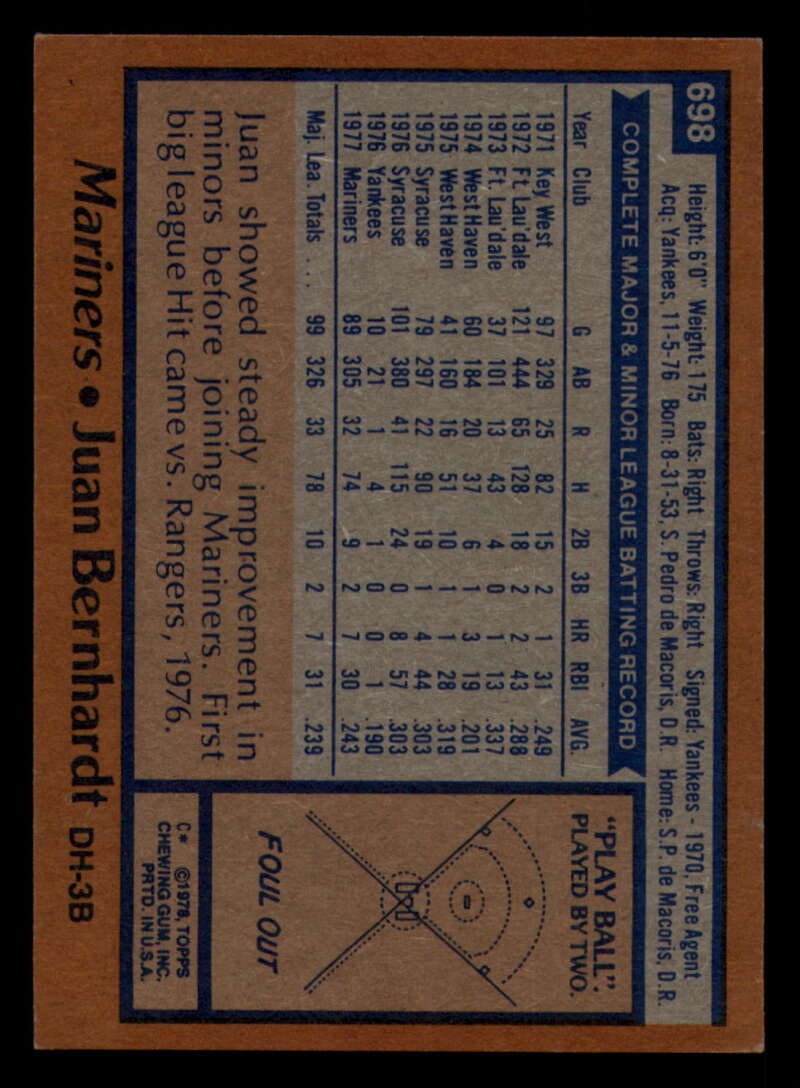 698
Height: 6'0" Weight: 175 Bats: Right Throws: Right Signed: Yankees - 1970, Free Agent
Acq: Yankees, 11-5-76 Born: 8-31-53, S. Pedro de Macoris, D.R. Home: S.P. de Macoris, D.R.
COMPLETE MAJOR & MINOR LEAGUE BATTING RECORD
Year Club G AB R H 2B 3B HR RBI AVG.
1971 Key West 97 329 25 82 15 2 1 31 .249
1972 Ft. Lau'dale 121 444 65 128 18 2 2 43 .288
1973 Ft. Lau'dale 37 101 13 43 4 0 1 13 .337
1974 West Haven 60 184 20 37 6 1 3 19 .201
1975 West Haven 41 160 16 51 10 1 1 28 .319
1975 Syracuse 79 297 22 90 19 1 4 44 .303
1976 Syracuse 101 380 41 115 24 0 8 57 .303
1976 Yankees 10 21 1 4 1 0 0 1 .190
1977 Mariners 89 305 32 74 9 2 7 30 .243
Maj. Lea. Totals . . . 99 326 33 78 10 2 7 31 .239
Juan showed steady improvement in
minors before joining Mariners. First
big league Hit came vs. Rangers, 1976.
"PLAY BALL":
PLAYED BY TWO.
FOUL OUT
C* ©1978, TOPPS
CHEWING GUM, INC.
PRTD. IN U.S.A.
Mariners • Juan Bernhardt DH-3B